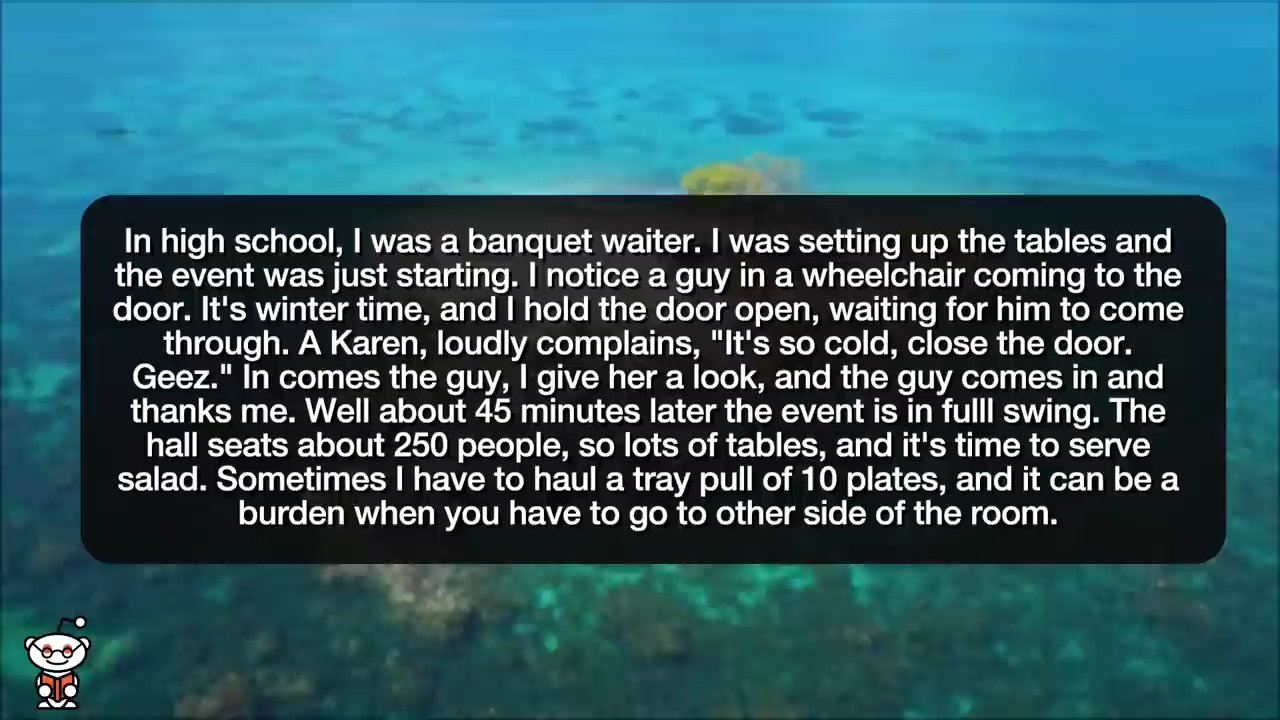 In high school, I was a banquet waiter. I was setting up the tables and
the event was just starting. I notice a guy in a wheelchair coming to the
door. It's winter time, and I hold the door open, waiting for him to come
through. A Karen, loudly complains, "It's so cold, close the door.
Geez." In comes the guy, I give her a look, and the guy comes in and
thanks me. Well about 45 minutes later the event is in fulll swing. The
hall seats about 250 people, so lots of tables, and it's time to serve
salad. Sometimes I have to haul a tray pull of 10 plates, and it can be a
burden when you have to go to other side of the room.